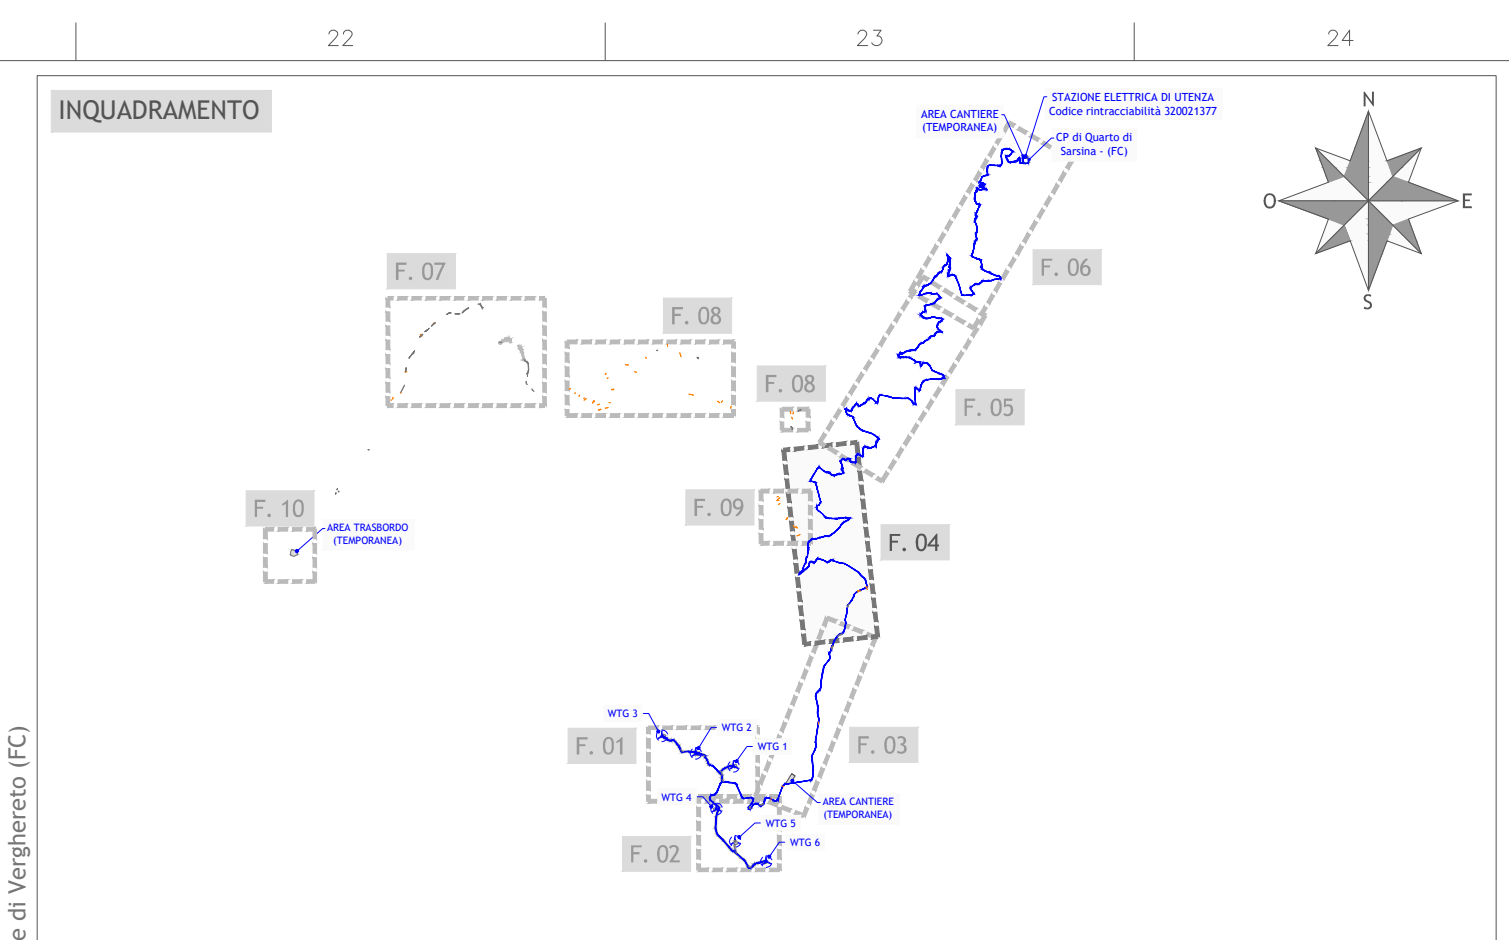 22
23
24
INQUADRAMENTO
STAZIONE ELETTRICA DI UTENZA
Codice rintracciabilità 320021377
AREA CANTIERE
(TEMPORANEA)
CP di Quarto di
Sarsina - (FC)
N
O
E
S
F. 07
F. 06
F. 08
F. 08
F. 05
F. 10
F. 09
AREA TRASBORDO
(TEMPORANEA)
F. 04
WTG 3
WTG 2
F. 01
WTG 1
F. 03
WTG 4
AREA CANTIERE
(TEMPORANEA)
WTG 5
WTG 6
F. 02
e di Verghereto (FC)